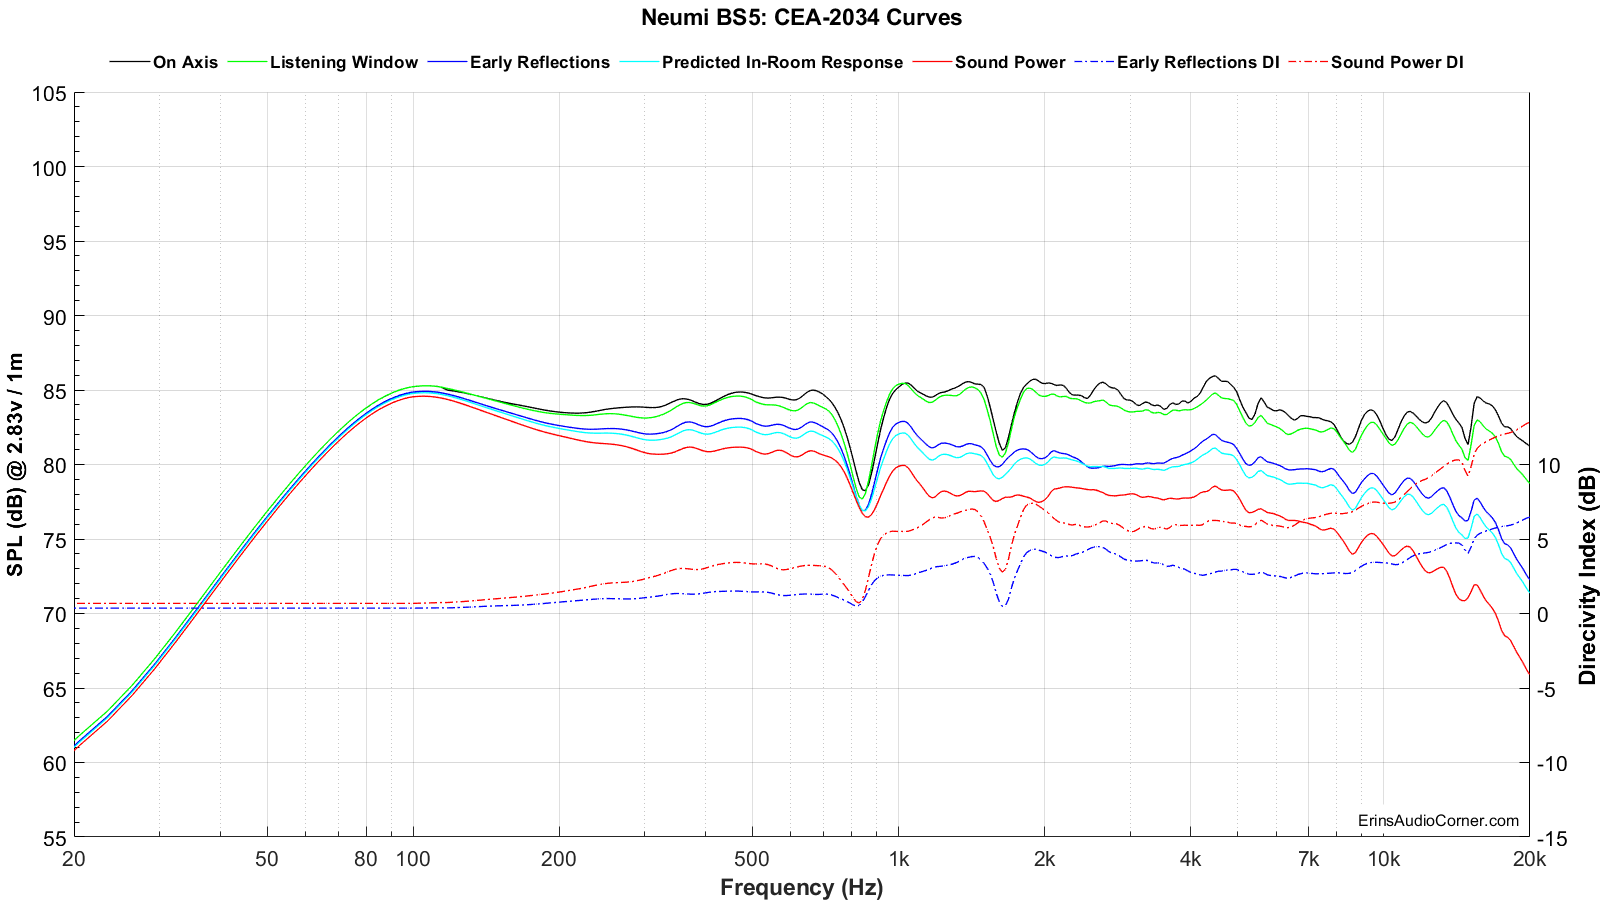 Neumi BS5: CEA-2034 Curves
On Axis Listening Window Early Reflections Predicted In-Room Response Sound Power Early Reflections DI Sound Power DI
105
100
95
90
85
80
75
70
65
60
55
SPL (dB) @ 2.83v / 1m
10
5
0
-5
-10
-15
Direcivity Index (dB)
ErinsAudioCorner.com
20 50 80 100 200 500 1k 2k 4k 7k 10k 20k
Frequency (Hz)